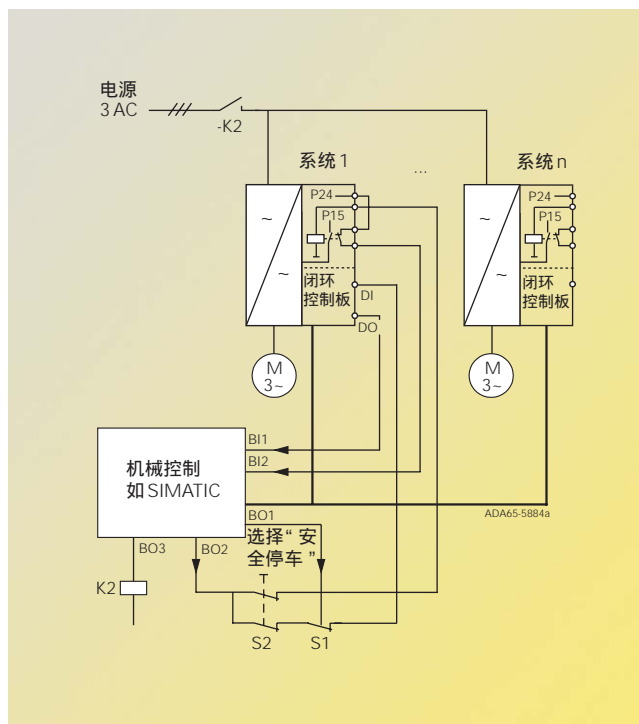 电源
3 AC
-K2
系统 1
...
系统 n
P24
P15
~
~
闭环
控制板
DI
DO
M
3~
P24
P15
~
~
闭环
控制板
M
3~
机械控制
如 SIMATIC
BI1
BI2
BO1
ADA65-5884a
选择“ 安
全停车 ”
BO3
BO2
K2
S2
S1